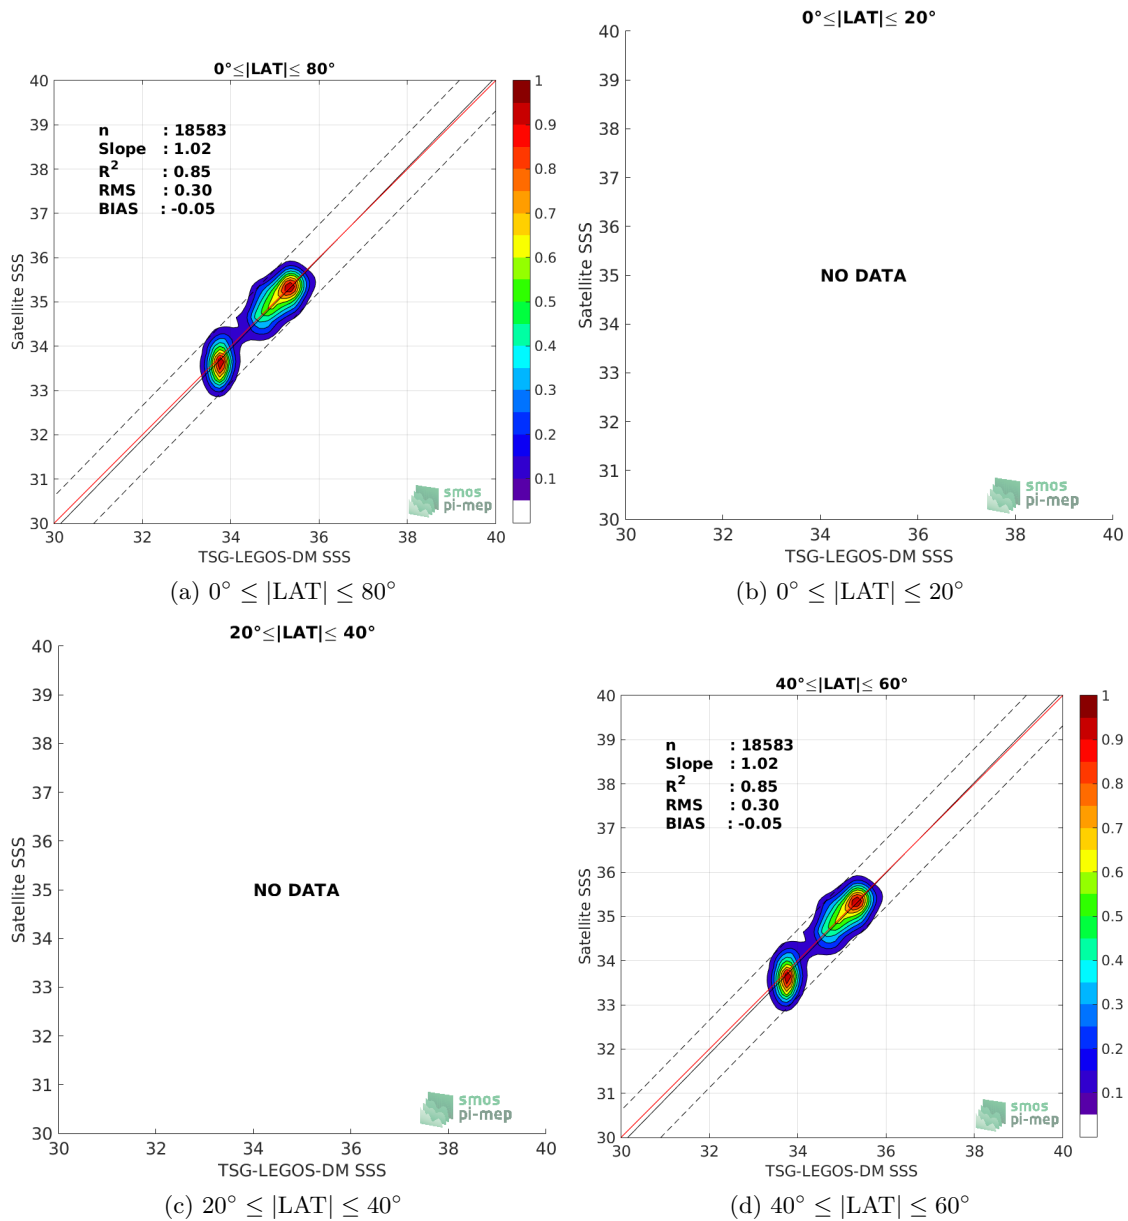 0°≤|LAT|≤ 80°
40
39
38
37
36
35
34
33
32
31
30
Satellite SSS
n : 18583
Slope : 1.02
R² : 0.85
RMS : 0.30
BIAS : -0.05
smos
pi-mep
30 32 34 36 38 40
TSG-LEGOS-DM SSS
1
0.9
0.8
0.7
0.6
0.5
0.4
0.3
0.2
0.1
(a) 0° ≤ |LAT| ≤ 80°
0°≤|LAT|≤ 20°
40
39
38
37
36
35
34
33
32
31
30
Satellite SSS
NO DATA
smos
pi-mep
30 32 34 36 38 40
TSG-LEGOS-DM SSS
(b) 0° ≤ |LAT| ≤ 20°
20°≤|LAT|≤ 40°
40
39
38
37
36
35
34
33
32
31
30
Satellite SSS
NO DATA
smos
pi-mep
30 32 34 36 38 40
TSG-LEGOS-DM SSS
(c) 20° ≤ |LAT| ≤ 40°
40°≤|LAT|≤ 60°
40
39
38
37
36
35
34
33
32
31
30
Satellite SSS
n : 18583
Slope : 1.02
R² : 0.85
RMS : 0.30
BIAS : -0.05
smos
pi-mep
30 32 34 36 38 40
TSG-LEGOS-DM SSS
1
0.9
0.8
0.7
0.6
0.5
0.4
0.3
0.2
0.1
(d) 40° ≤ |LAT| ≤ 60°